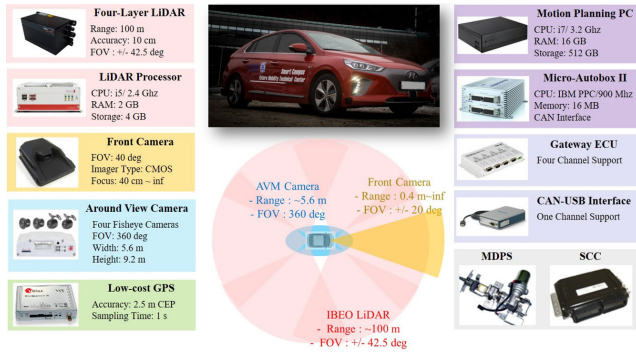 Four-Layer LiDAR
Range: 100 m
Accuracy: 10 cm
FOV : +/- 42.5 deg
LiDAR Processor
CPU: i5/ 2.4 Ghz
RAM: 2 GB
Storage: 4 GB
Front Camera
FOV: 40 deg
Imager Type: CMOS
Focus: 40 cm ~ inf
Around View Camera
Four Fisheye Cameras
FOV: 360 deg
Width: 5.6 m
Height: 9.2 m
Low-cost GPS
Accuracy: 2.5 m CEP
Sampling Time: 1 s
Smart Campus
Future Mobility Technical Center
AVM Camera
- Range : ~5.6 m
- FOV : 360 deg
Front Camera
- Range : 0.4 m~inf
- FOV : +/- 20 deg
IBEO LiDAR
- Range : ~100 m
- FOV : +/- 42.5 deg
Motion Planning PC
CPU: i7/ 3.2 Ghz
RAM: 16 GB
Storage: 512 GB
Micro-Autobox II
CPU: IBM PPC/900 Mhz
Memory: 16 MB
CAN Interface
Gateway ECU
Four Channel Support
CAN-USB Interface
One Channel Support
MDPS
SCC